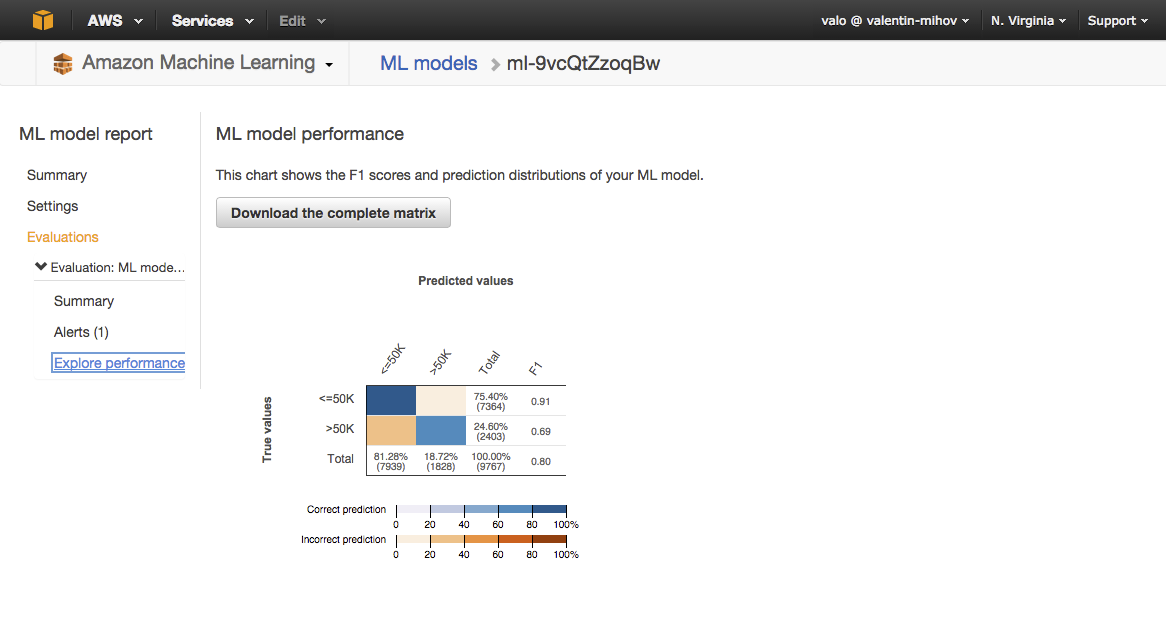 AWS Services Edit valo @ valentin-mihov N. Virginia Support
Amazon Machine Learning ML models ml-9vcQtZzoqBw
ML model report
Summary
Settings
Evaluations
Evaluation: ML mode...
Summary
Alerts (1)
Explore performance
ML model performance
This chart shows the F1 scores and prediction distributions of your ML model.
Download the complete matrix
Predicted values
<=50K >50K Total F1
True values
<=50K 75.40% (7364) 0.91
>50K 24.60% (2403) 0.69
Total 81.28% (7939) 18.72% (1828) 100.00% (9767) 0.80
Correct prediction
0 20 40 60 80 100%
Incorrect prediction
0 20 40 60 80 100%